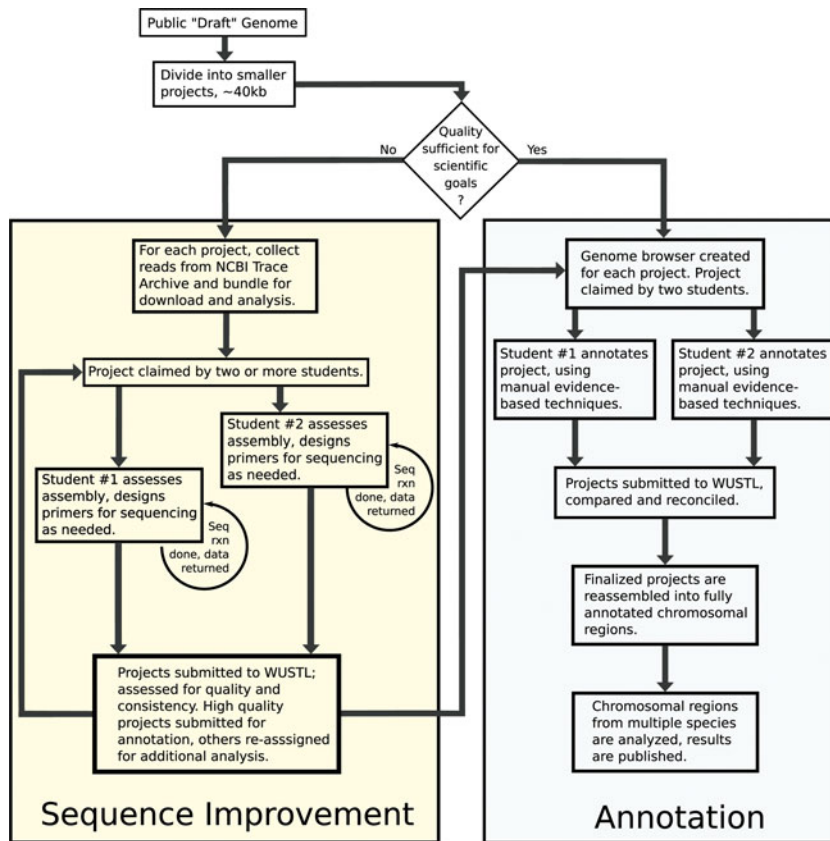 Public "Draft" Genome
Divide into smaller
projects, ~40kb
Quality
sufficient for
scientific
goals
?
No
Yes
For each project, collect
reads from NCBI Trace
Archive and bundle for
download and analysis.
Project claimed by two or more students.
Student #2 assesses
assembly, designs
primers for sequencing
as needed.
Seq
rxn
done, data
returned
Student #1 assesses
assembly, designs
primers for sequencing
as needed.
Seq
rxn
done, data
returned
Projects submitted to WUSTL;
assessed for quality and
consistency. High quality
projects submitted for
annotation, others re-asssigned
for additional analysis.
Sequence Improvement
Genome browser created
for each project. Project
claimed by two students.
Student #1 annotates
project, using
manual evidence-
based techniques.
Student #2 annotates
project, using
manual evidence-
based techniques.
Projects submitted to WUSTL,
compared and reconciled.
Finalized projects are
reassembled into fully
annotated chromosomal
regions.
Chromosomal regions
from multiple species
are analyzed, results
are published.
Annotation